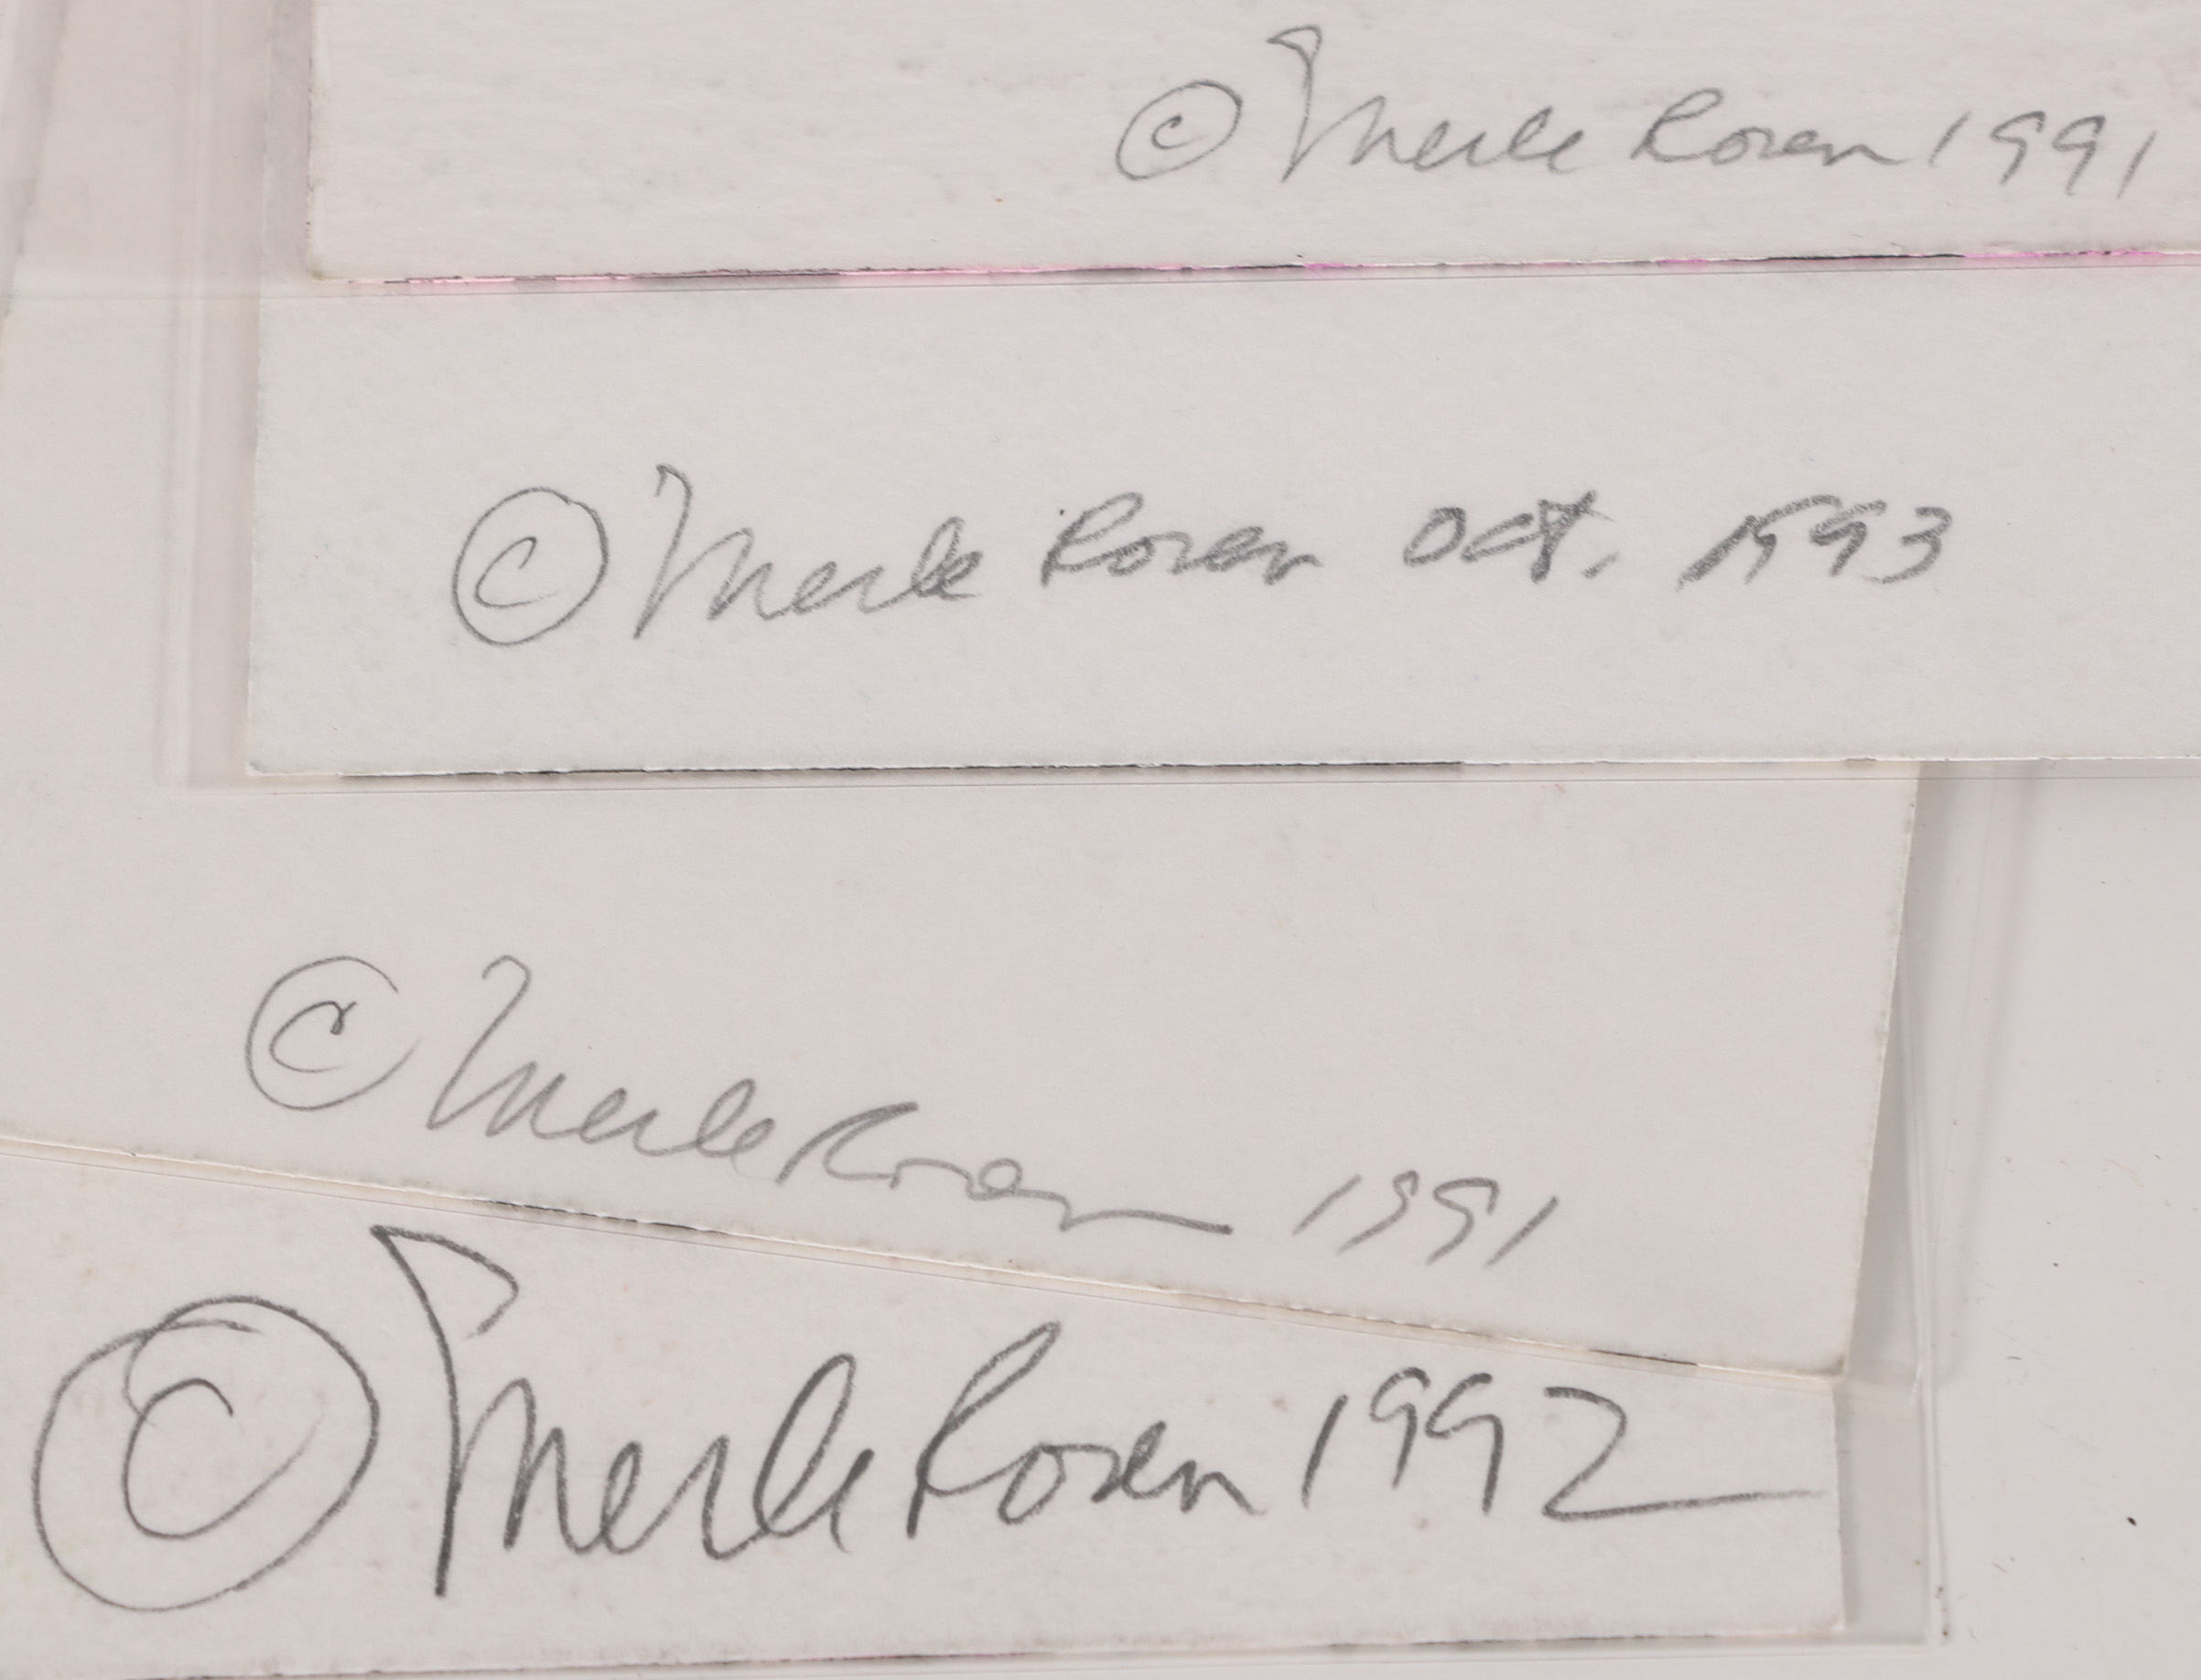 © Merle Rosen 1991
© Merle Rosen Oct. 1993
© Merle Rosen 1991
© Merle Rosen 1992